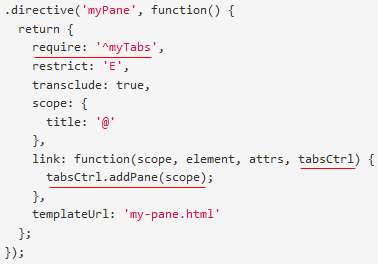 .directive('myPane', function() {
  return {
    require: '^myTabs',
    restrict: 'E',
    transclude: true,
    scope: {
      title: '@'
    },
    link: function(scope, element, attrs, tabsCtrl) {
      tabsCtrl.addPane(scope);
    },
    templateUrl: 'my-pane.html'
  };
});